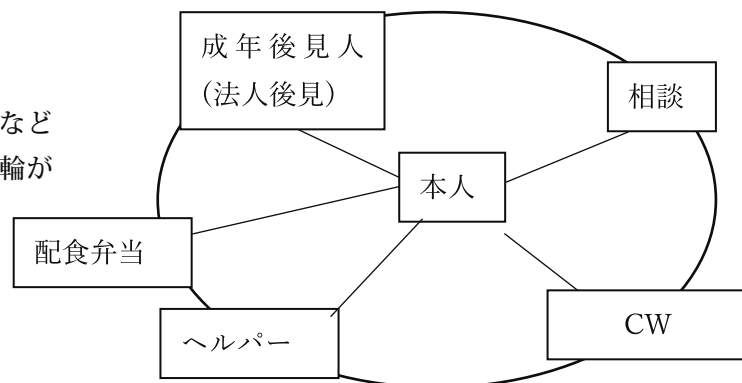 成年後見人
(法人後見)
相談
など
輪が
本人
配食弁当
ヘルパー
CW